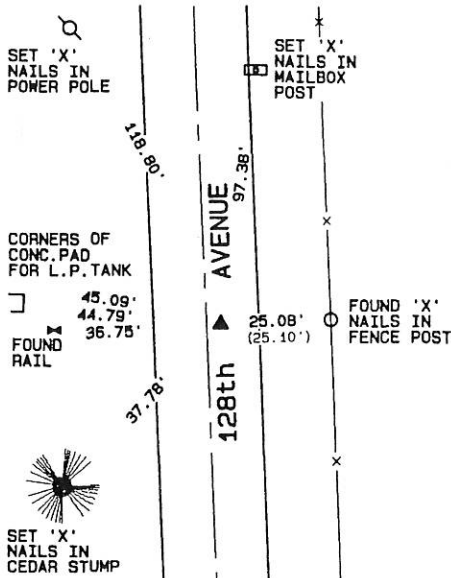 SET 'X'
NAILS IN
POWER POLE
SET 'X'
NAILS IN
MAILBOX
POST
118.80'
97.38'
128th AVENUE
CORNERS OF
CONC.PAD
FOR L.P.TANK
45.09'
44.79'
36.75'
FOUND
RAIL
25.08'
(25.10')
FOUND 'X'
NAILS IN
FENCE POST
37.78'
SET 'X'
NAILS IN
CEDAR STUMP